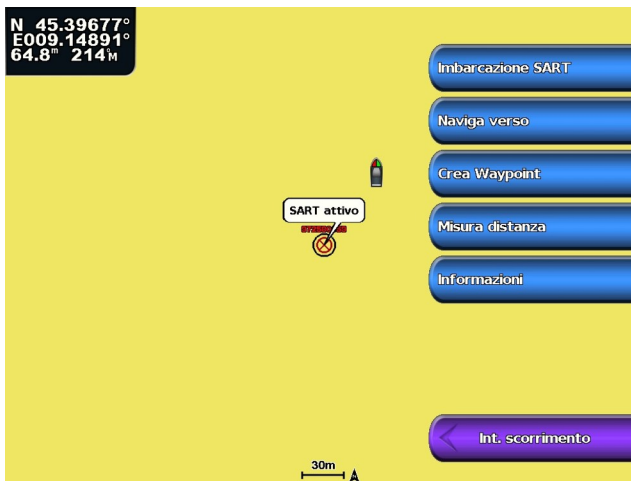 N 45.39677°
E009.14891°
64.8m 214°M
Imbarcazione SART
Naviga verso
Crea Waypoint
SART attivo
Misura distanza
Informazioni
Int. scorrimento
30m